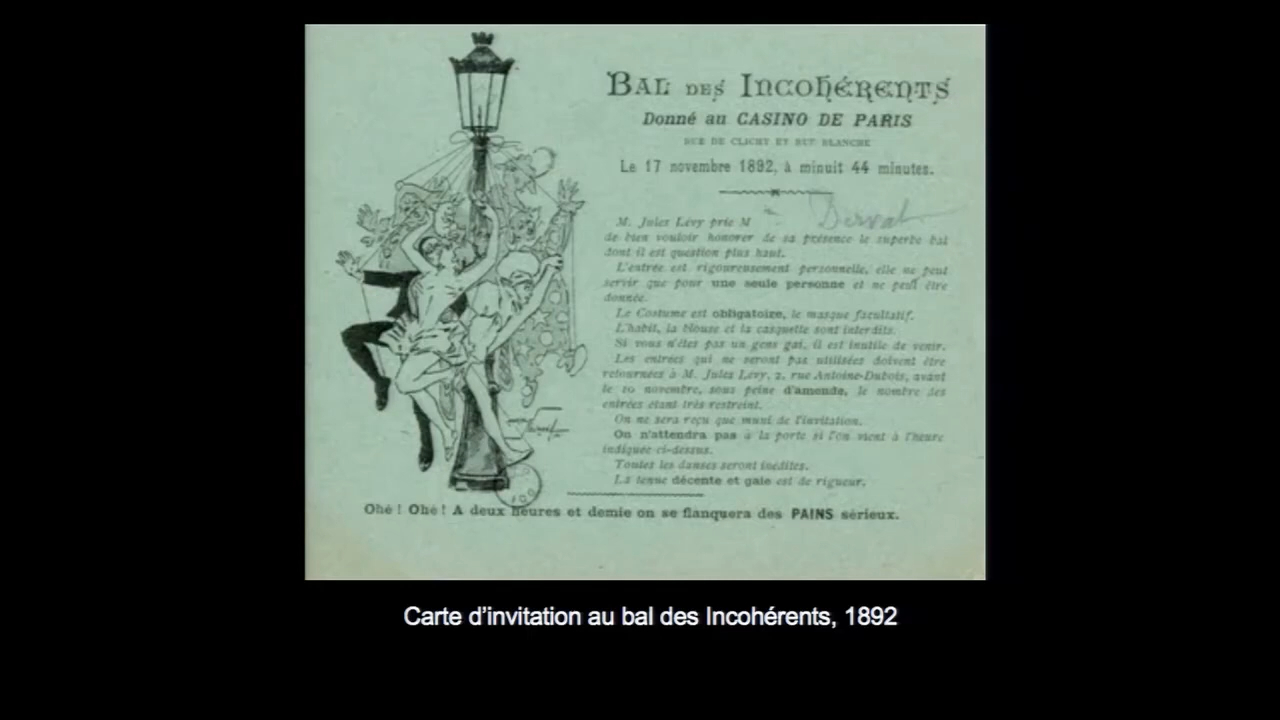 BAL DES INCOHÉRENTS
Donné au CASINO DE PARIS
RUE DE CLICHY ET RUE BLANCHE
Le 17 novembre 1892, à minuit 44 minutes.
M. Jules Lévy prie M
de bien vouloir honorer de sa présence le superbe bal
dont il est question plus haut.
L'entrée est rigoureusement personnelle, elle ne peut
servir que pour une seule personne et ne peut être
donnée.
Le Costume est obligatoire, le masque facultatif.
L'habit, la blouse et la casquette sont interdits.
Si vous n'êtes pas un gens gai, il est inutile de venir.
Les entrées qui ne seront pas utilisées doivent être
retournées à M. Jules Lévy, 2, rue Antoine-Dubois, avant
le 10 novembre, sous peine d'amende, le nombre des
entrées étant très restreint.
On ne sera reçu que muni de l'invitation.
On n'attendra pas à la porte si l'on vient à l'heure
indiquée ci-dessus.
Toutes les danses seront inédites.
La tenue décente et gaie est de rigueur.
Ohé ! Ohé ! A deux heures et demie on se flanquera des PAINS sérieux.
Carte d'invitation au bal des Incohérents, 1892